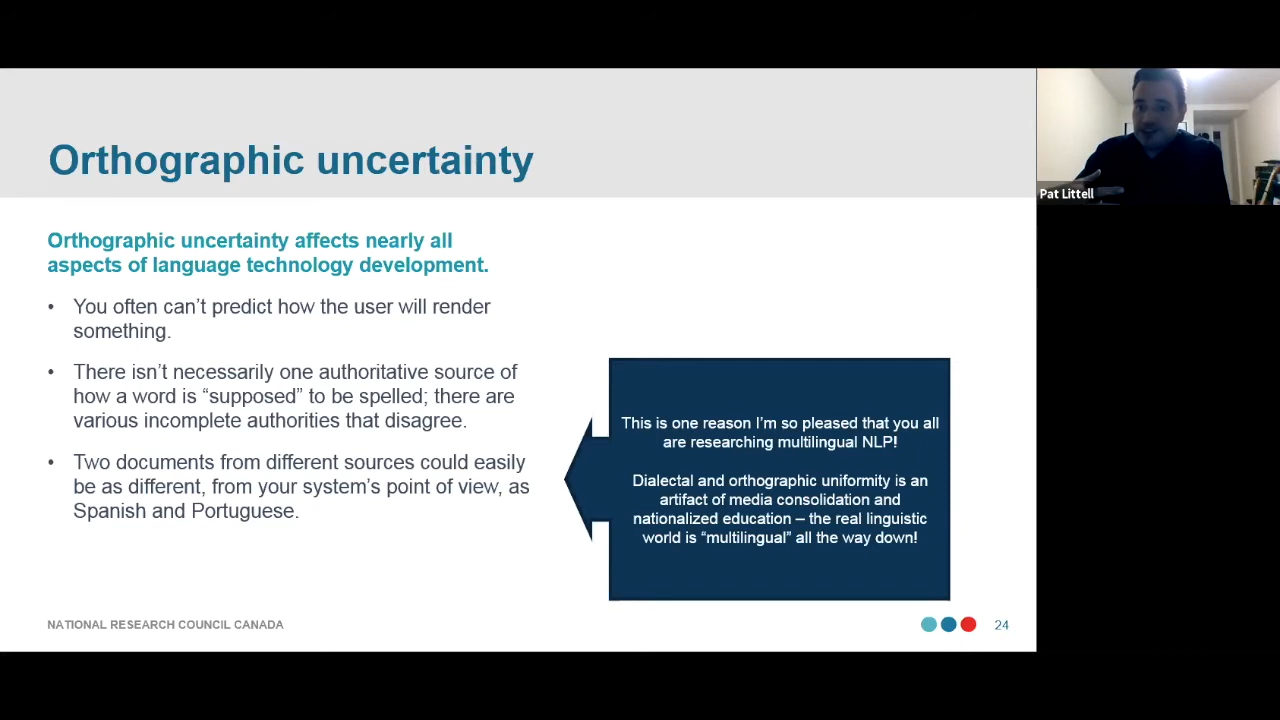 Orthographic uncertainty
Orthographic uncertainty affects nearly all
aspects of language technology development.
• You often can’t predict how the user will render
something.
• There isn’t necessarily one authoritative source of
how a word is “supposed” to be spelled; there are
various incomplete authorities that disagree.
• Two documents from different sources could easily
be as different, from your system’s point of view, as
Spanish and Portuguese.
This is one reason I’m so pleased that you all
are researching multilingual NLP!
Dialectal and orthographic uniformity is an
artifact of media consolidation and
nationalized education – the real linguistic
world is “multilingual” all the way down!
NATIONAL RESEARCH COUNCIL CANADA
24
Pat Littell